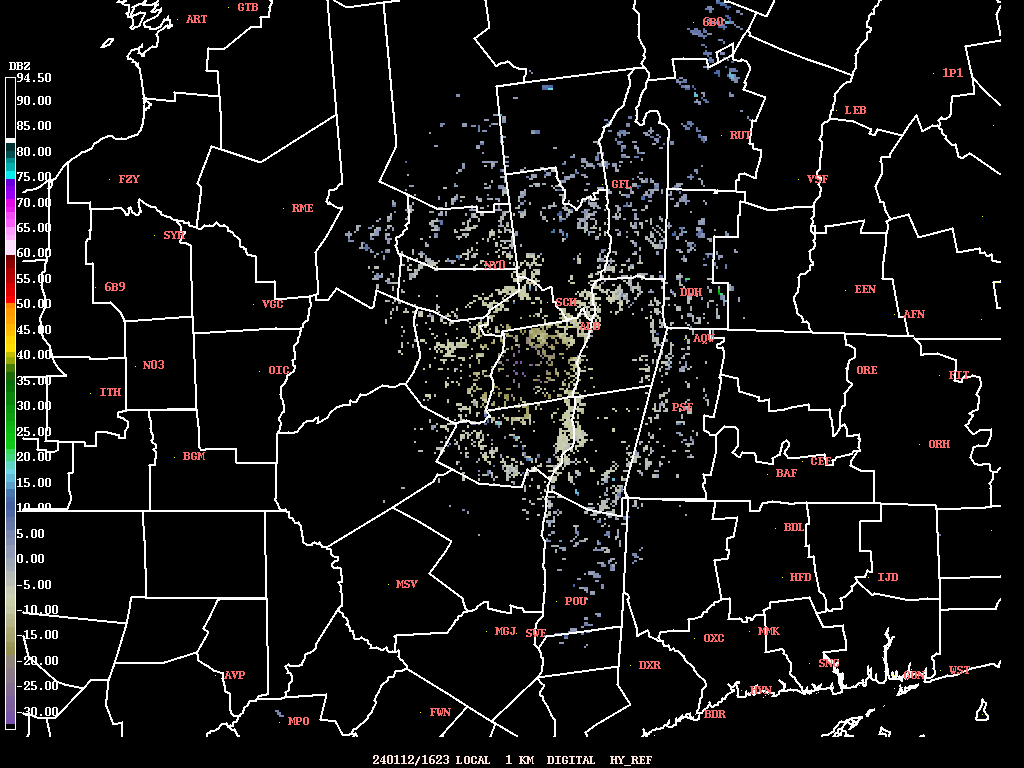 GTB
ART
6B0
DBZ
94.50
1P1
90.00
LEB
85.00
RUT
80.00
75.00
FZY
VSF
GFL
70.00
RME
65.00
SYR
60.00
NY0
55.00
6B9
DDH
EEN
50.00
VGC
SCH
AFN
45.00
ALB
AQW
40.00
N03
OIC
ORE
FIT
35.00
ITH
30.00
PSF
25.00
ORH
20.00
BGM
CEF
15.00
BAF
10.00
5.00
BDL
0.00
-5.00
MSV
HFD
IJD
-10.00
POU
-15.00
MGJ
SWF
OXC
MMK
-20.00
DXR
SNC
WST
-25.00
AVP
GON
HVN
-30.00
MPO
FWN
BDR
240112/1623 LOCAL 1 KM DIGITAL HY_REF